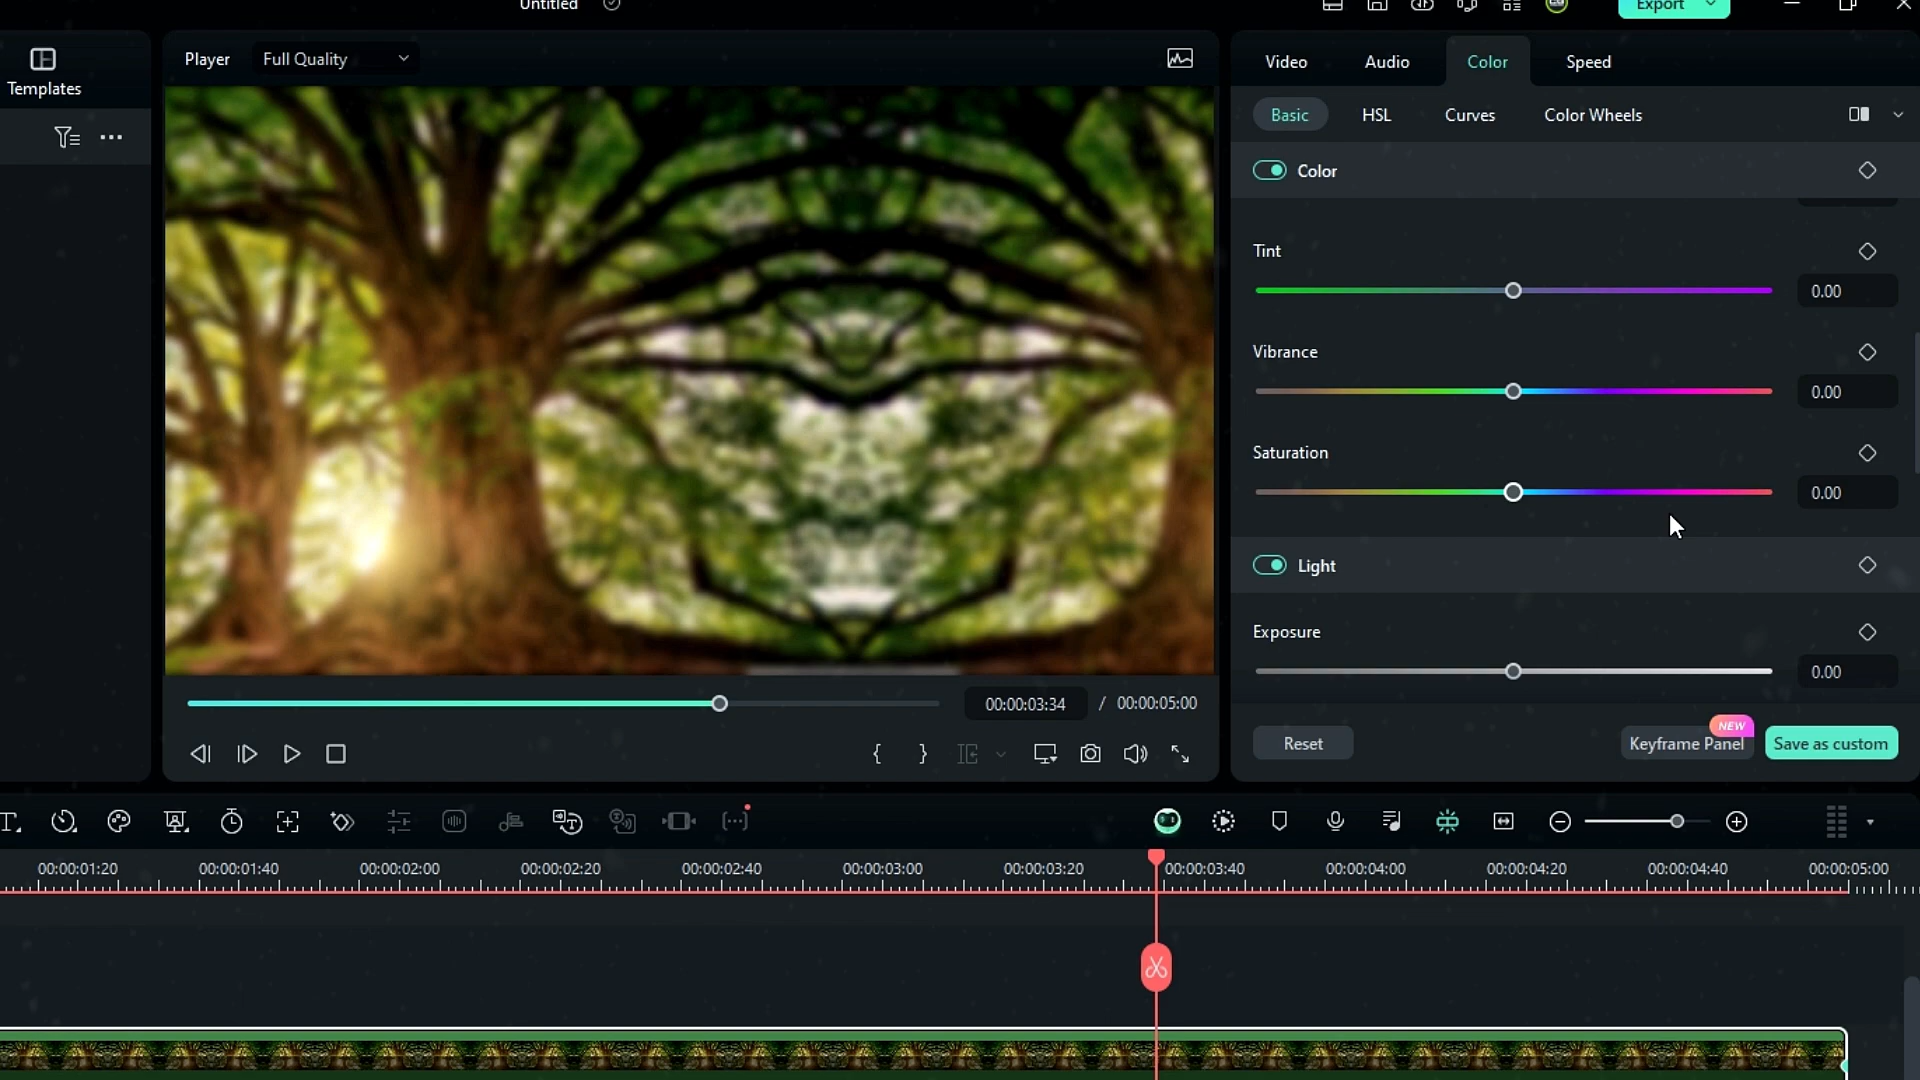 Untitled
Export
Templates
Player
Full Quality
Video
Audio
Color
Speed
Basic
HSL
Curves
Color Wheels
Color
Tint
0.00
Vibrance
0.00
Saturation
0.00
Light
Exposure
0.00
00:00:03:34 / 00:00:05:00
Reset
NEW
Keyframe Panel
Save as custom
00:00:01:20
00:00:01:40
00:00:02:00
00:00:02:20
00:00:02:40
00:00:03:00
00:00:03:20
00:00:03:40
00:00:04:00
00:00:04:20
00:00:04:40
00:00:05:00